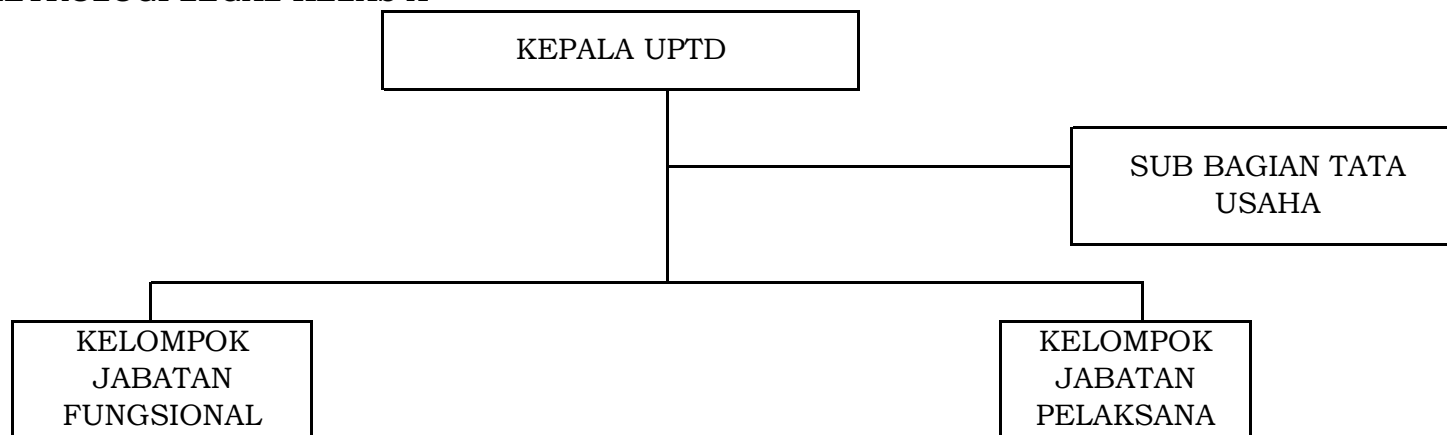 KEPALA UPTD
SUB BAGIAN TATA
USAHA
KELOMPOK
JABATAN
FUNGSIONAL
KELOMPOK
JABATAN
PELAKSANA